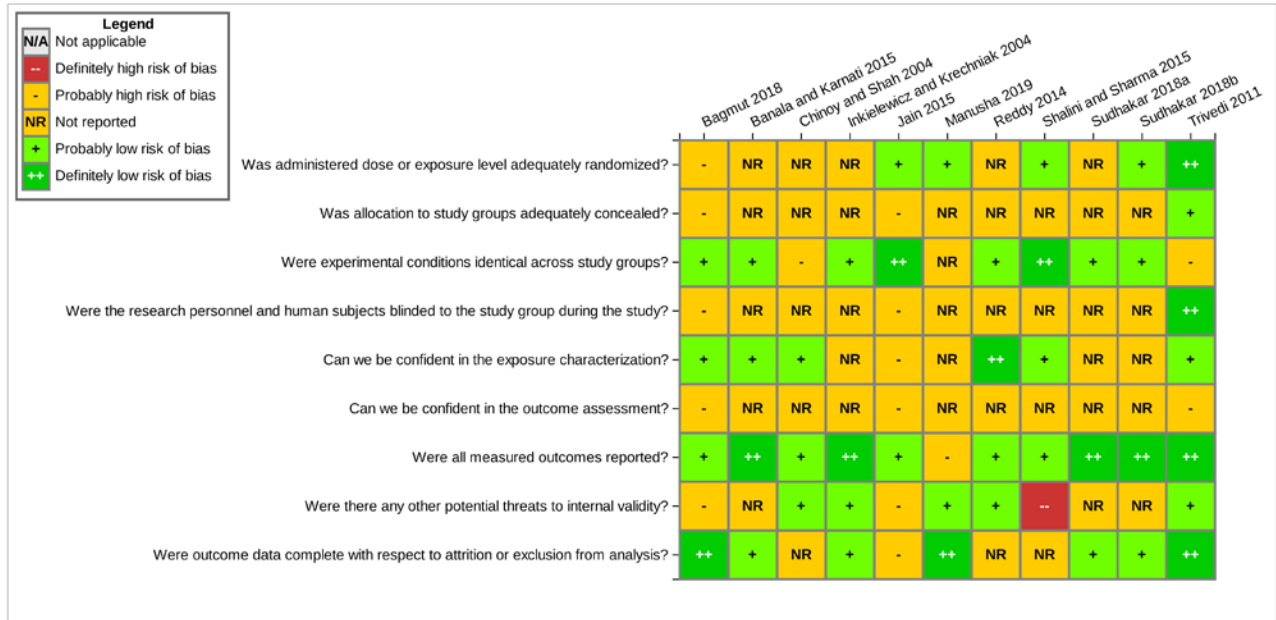 Legend
N/A Not applicable
-- Definitely high risk of bias
- Probably high risk of bias
NR Not reported
+ Probably low risk of bias
++ Definitely low risk of bias
Bagmut 2018
Banala and Karnati 2015
Chinoy and Shah 2004
Inkielewicz and Krechniak 2004
Jain 2015
Manusha 2019
Reddy 2014
Shalini and Sharma 2015
Sudhakar 2018a
Sudhakar 2018b
Trivedi 2011
Was administered dose or exposure level adequately randomized? - NR NR NR + + NR + NR + ++
Was allocation to study groups adequately concealed? - NR NR NR - NR NR NR NR NR +
Were experimental conditions identical across study groups? + + - + ++ NR + ++ + + -
Were the research personnel and human subjects blinded to the study group during the study? - NR NR NR - NR NR NR NR NR ++
Can we be confident in the exposure characterization? + + + NR - NR ++ + NR NR +
Can we be confident in the outcome assessment? - NR NR NR - NR NR NR NR NR -
Were all measured outcomes reported? + ++ + ++ + - + + ++ ++ ++
Were there any other potential threats to internal validity? - NR + + - + + -- NR NR +
Were outcome data complete with respect to attrition or exclusion from analysis? ++ + NR + - ++ NR NR + + ++